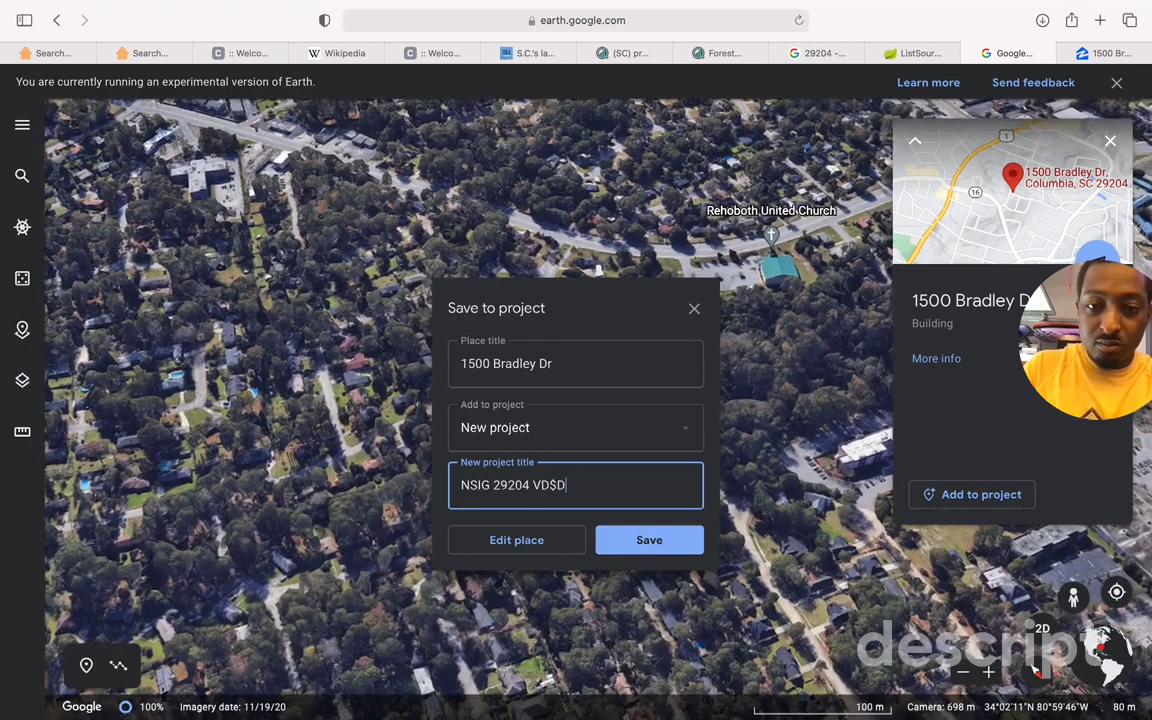 earth.google.com
Search...
Search...
:: Welco...
Wikipedia
:: Welco...
S.C.'s la...
(SC) pr...
Forest...
29204 -...
ListSour...
Google...
1500 Br...
You are currently running an experimental version of Earth.
Learn more
Send feedback
1
16
1500 Bradley Dr,
Columbia, SC 29204
Rehoboth United Church
Save to project
Place title
1500 Bradley Dr
Add to project
New project
New project title
NSIG 29204 VD$D
Edit place
Save
1500 Bradley D
Building
More info
Add to project
2D
descript
Google
100%
Imagery date: 11/19/20
100 m
Camera: 698 m
34°02'11"N 80°59'46"W
80 m